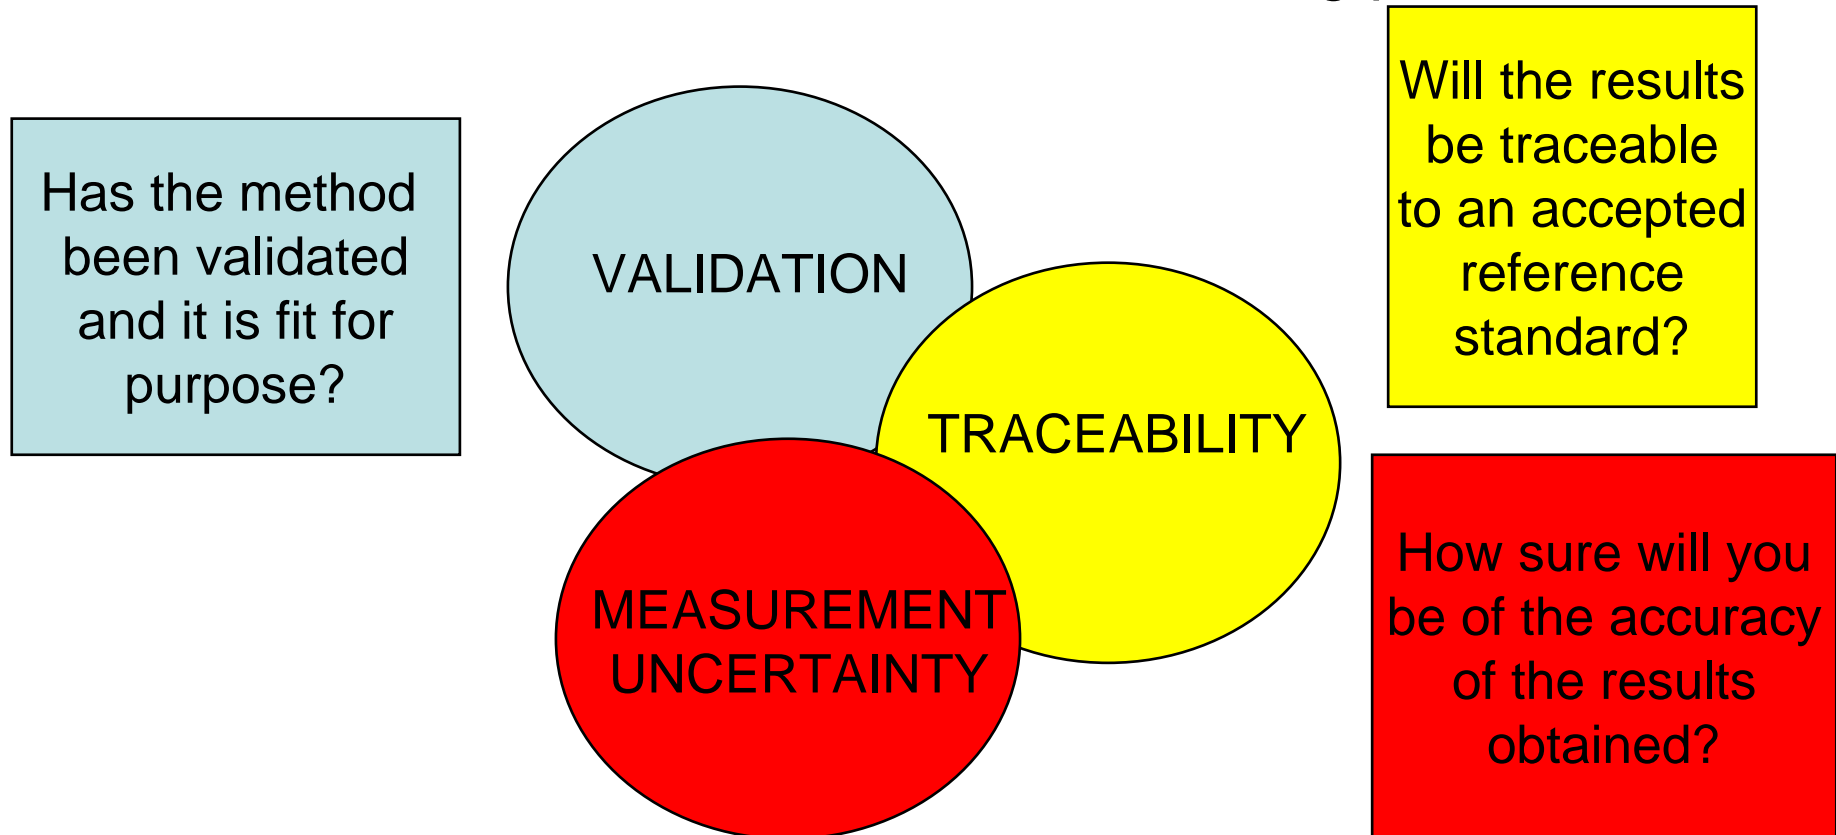 Has the method
been validated
and it is fit for
purpose?
VALIDATION
TRACEABILITY
MEASUREMENT
UNCERTAINTY
Will the results
be traceable
to an accepted
reference
standard?
How sure will you
be of the accuracy
of the results
obtained?